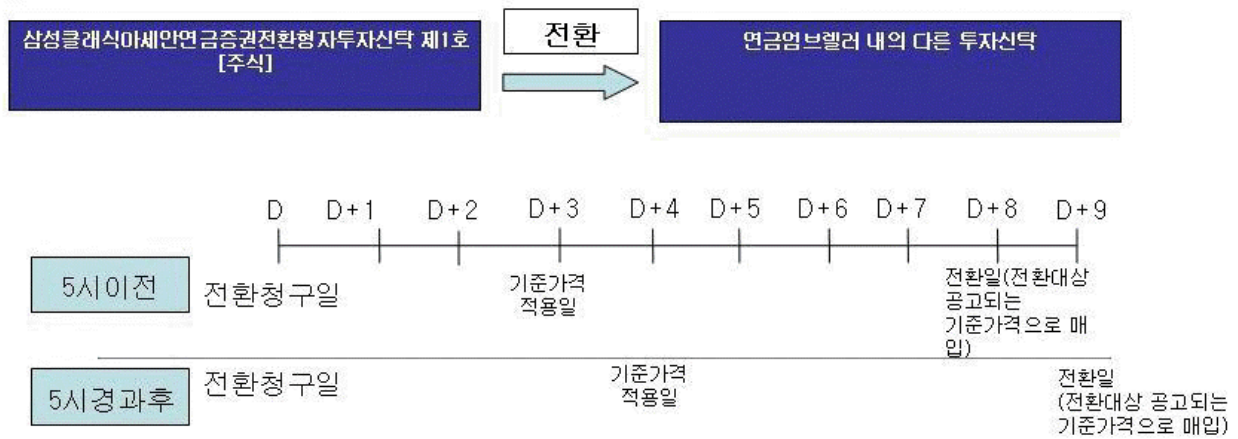 삼성클래식아세안연금증권전환형자투자신탁 제1호
[주식]
전환
연금엄브렐러 내의 다른 투자신탁
D D+1 D+2 D+3 D+4 D+5 D+6 D+7 D+8 D+9
5시이전
전환청구일
기준가격
적용일
전환일(전환대상
공고되는
기준가격으로 매
입)
5시경과후
전환청구일
기준가격
적용일
전환일
(전환대상 공고되는
기준가격으로 매입)